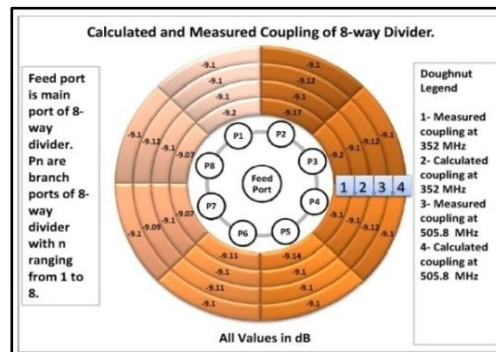 Calculated and Measured Coupling of 8-way Divider.
Feed port
is main
port of 8-
way
divider.
Pn are
branch
ports of 8-
way
divider
with n
ranging
from 1 to
8.
-9.1
-9.1
-9.1
-9.2
-9.1
-9.12
-9.1
-9.17
-9.1
-9.12
-9.1
-9.2
-9.1
-9.12
-9.1
-9.2
-9.1
-9.1
-9.1
-9.14
-9.1
-9.1
-9.1
-9.11
-9.1
-9.09
-9.1
-9.07
-9.1
-9.12
-9.1
-9.07
P1
P2
P3
P4
P5
P6
P7
P8
Feed
Port
1 2 3 4
Doughnut
Legend
1- Measured
coupling at
352 MHz
2- Calculated
coupling at
352 MHz
3- Measured
coupling at
505.8 MHz
4- Calculated
coupling at
505.8 MHz
All Values in dB